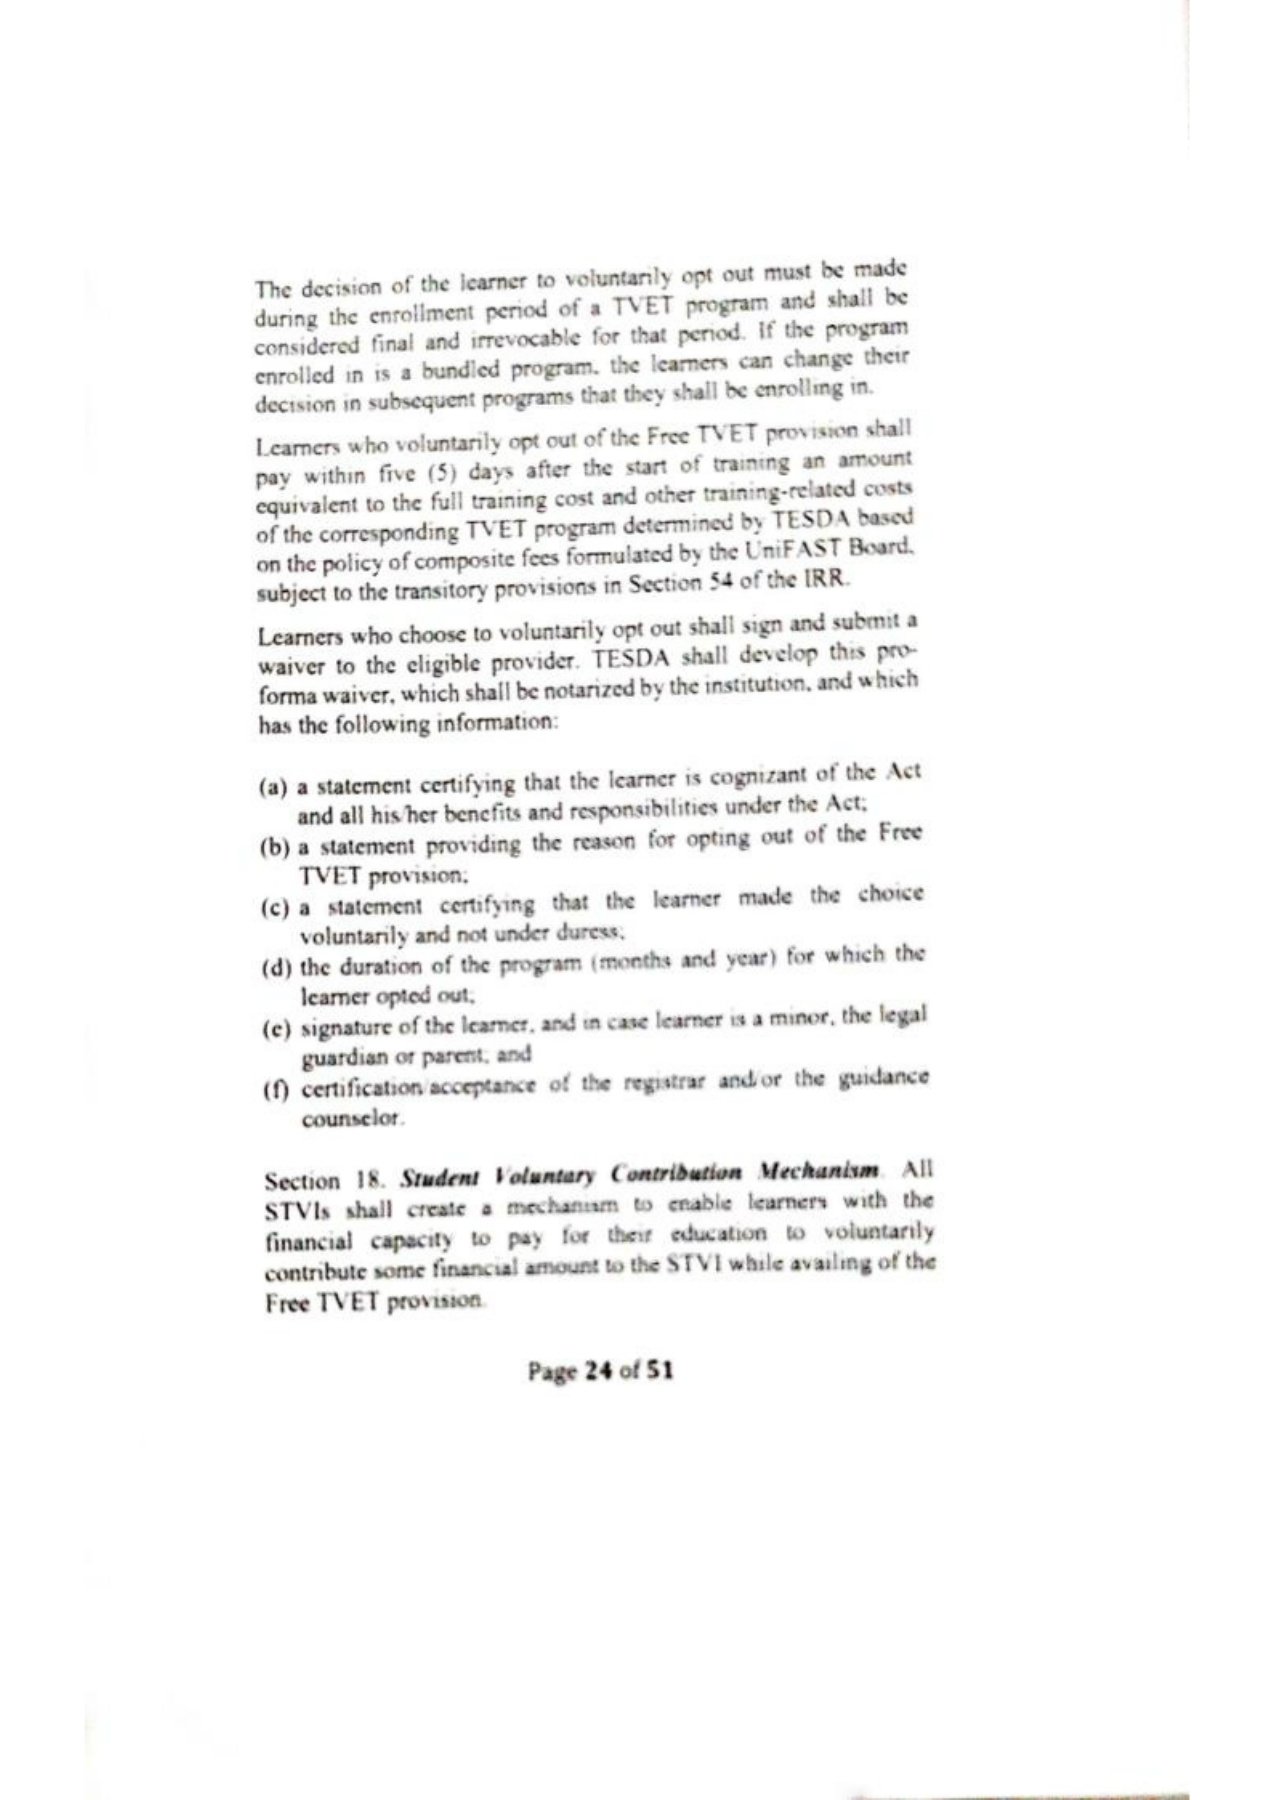 The decision of the learner to voluntarily opt out must be made
during the enrollment period of a TVET program and shall be
considered final and irrevocable for that period. If the program
enrolled in is a bundled program, the learners can change their
decision in subsequent programs that they shall be enrolling in.
Learners who voluntarily opt out of the Free TVET provision shall
pay within five (5) days after the start of training an amount
equivalent to the full training cost and other training-related costs
of the corresponding TVET program determined by TESDA based
on the policy of composite fees formulated by the UniFAST Board,
subject to the transitory provisions in Section 54 of the IRR.
Learners who choose to voluntarily opt out shall sign and submit a
waiver to the eligible provider. TESDA shall develop this pro-
forma waiver, which shall be notarized by the institution, and which
has the following information:
(a) a statement certifying that the learner is cognizant of the Act
and all his/her benefits and responsibilities under the Act;
(b) a statement providing the reason for opting out of the Free
TVET provision;
(c) a statement certifying that the learner made the choice
voluntarily and not under duress;
(d) the duration of the program (months and year) for which the
learner opted out;
(e) signature of the learner, and in case learner is a minor, the legal
guardian or parent; and
(f) certification/acceptance of the registrar and/or the guidance
counselor.
Section 18. Student Voluntary Contribution Mechanism. All
STVIs shall create a mechanism to enable learners with the
financial capacity to pay for their education to voluntarily
contribute some financial amount to the STVI while availing of the
Free TVET provision.
Page 24 of 51